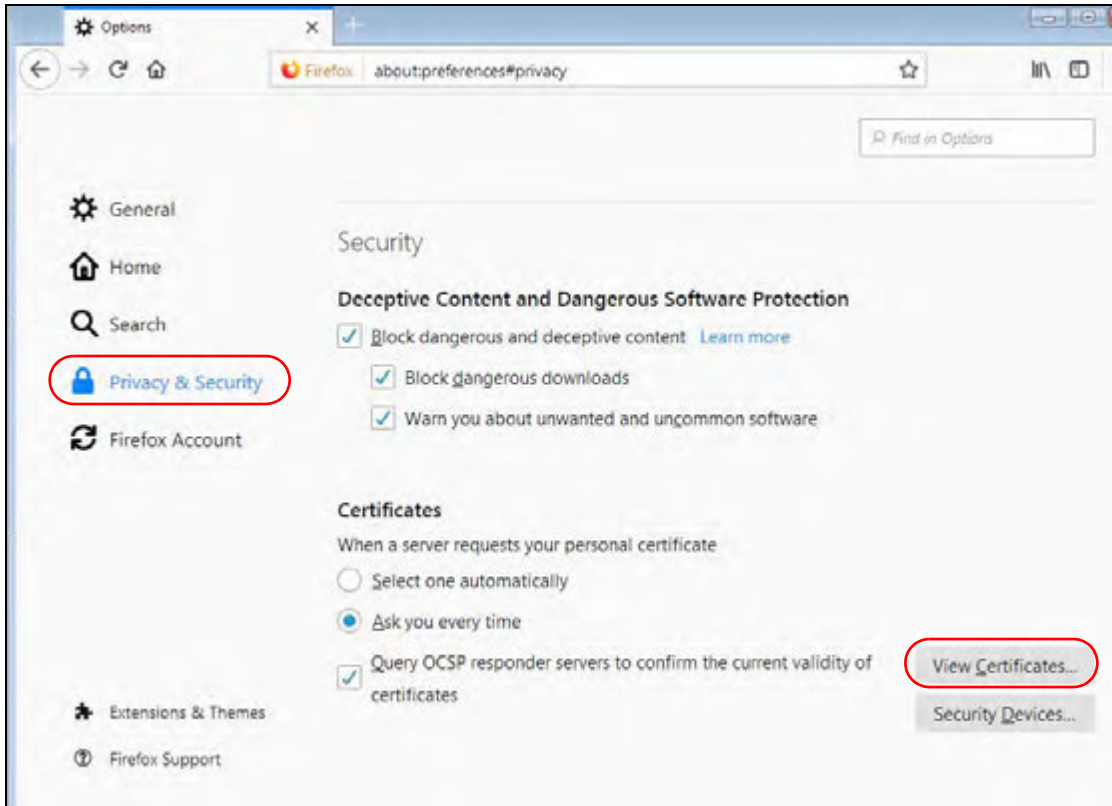 Options
Firefox about:preferences#privacy
Find in Options
General
Home
Search
Privacy & Security
Firefox Account
Extensions & Themes
Firefox Support
Security
Deceptive Content and Dangerous Software Protection
Block dangerous and deceptive content Learn more
Block dangerous downloads
Warn you about unwanted and uncommon software
Certificates
When a server requests your personal certificate
Select one automatically
Ask you every time
Query OCSP responder servers to confirm the current validity of
certificates
View Certificates...
Security Devices...